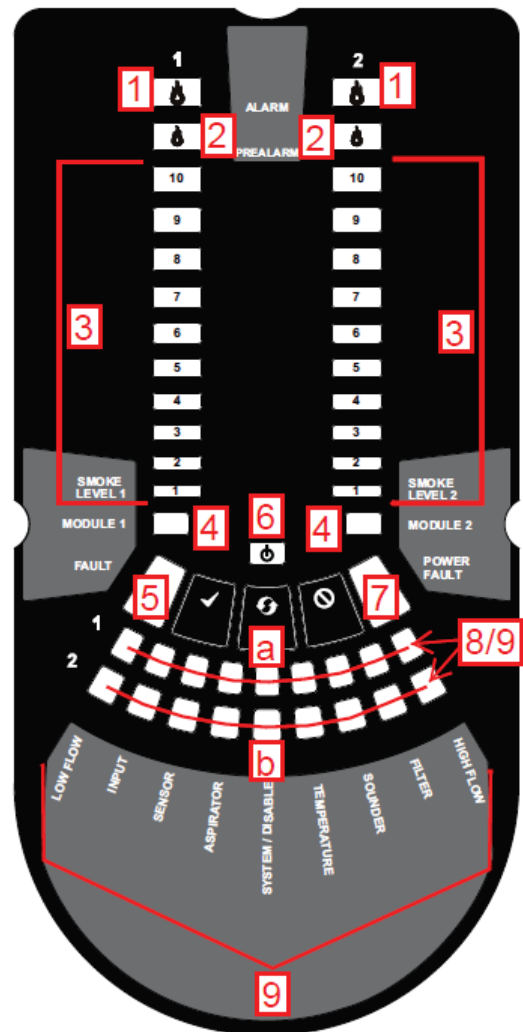 1 2
1 1
ALARM
2 2
PREALARM
10 10
9 9
8 8
7 7
3 3
6 6
5 5
4 4
3 3
2 2
SMOKE LEVEL 1
SMOKE LEVEL 2
1 1
6
MODULE 1 4 4 MODULE 2
FAULT
POWER FAULT
5 7
1
a
8/9
2
b
LOW FLOW
INPUT
SENSOR
ASPIRATOR
SYSTEM / DISABLE
TEMPERATURE
SOUNDER
FILTER
HIGH FLOW
9